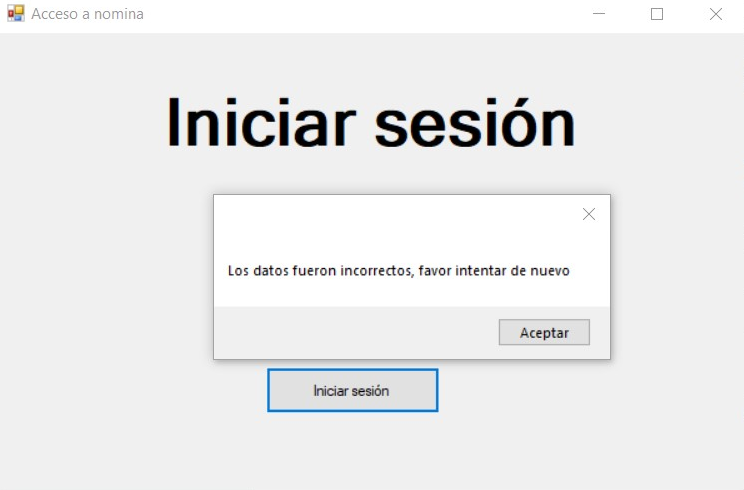 Acceso a nomina
Iniciar sesión
Los datos fueron incorrectos, favor intentar de nuevo
Aceptar
Iniciar sesión